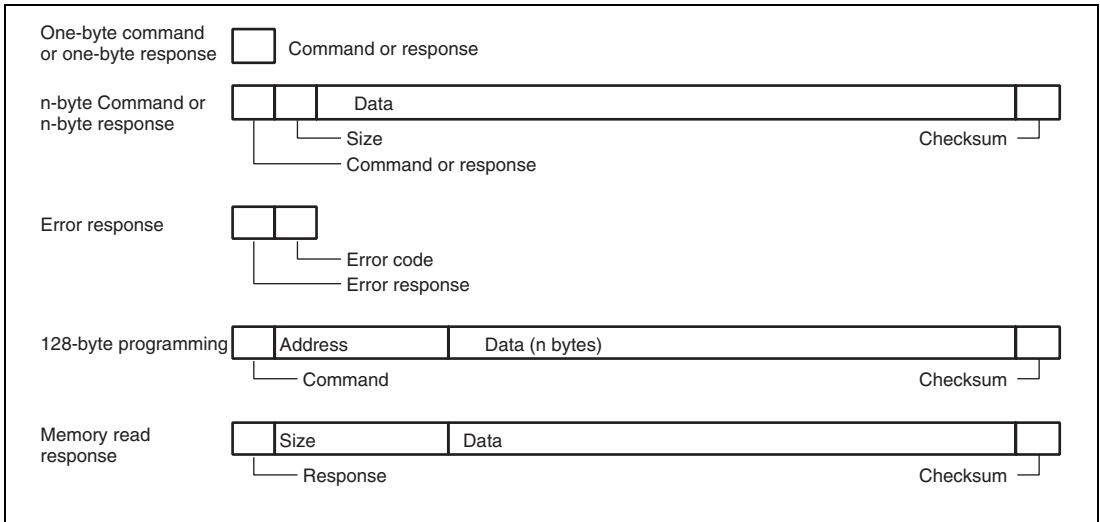 One-byte command
or one-byte response
Command or response
n-byte Command or
n-byte response
Data
Size
Checksum
Command or response
Error response
Error code
Error response
128-byte programming
Address
Data (n bytes)
Command
Checksum
Memory read
response
Size
Data
Response
Checksum